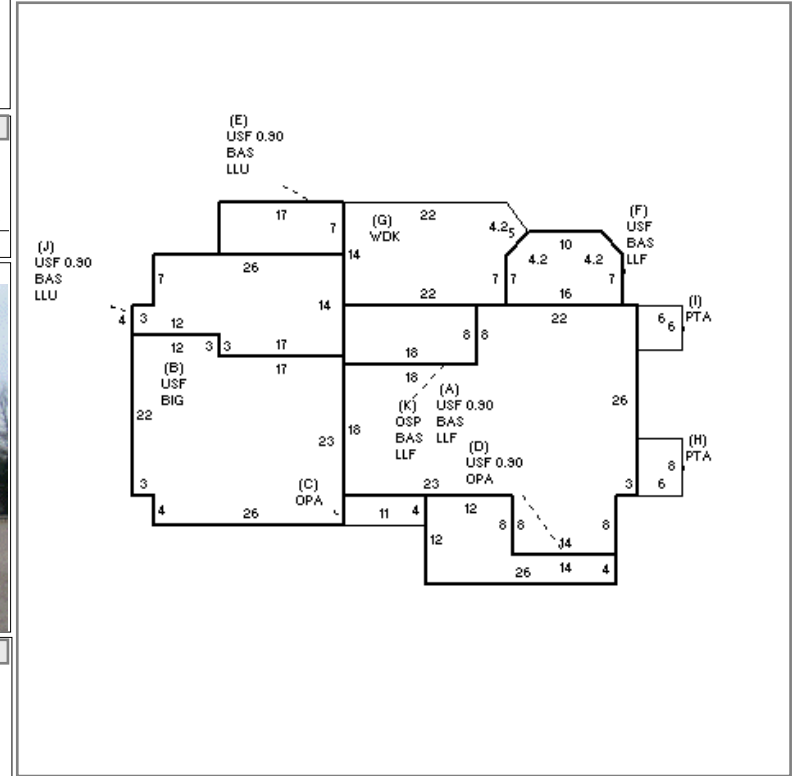 (E)
USF 0.90
BAS
LLU
17
7
(G)
WDK
22
4.2
5
(F)
USF
BAS
LLF
10
4.2
4.2
(J)
USF 0.90
BAS
LLU
7
26
14
7
7
7
22
16
4
3
12
14
22
(I)
PTA
6
6
12
3
3
17
17
8
8
18
18
(B)
USF
BIG
22
(K)
OSP
BAS
LLF
(A)
USF 0.90
BAS
LLF
26
18
23
(D)
USF 0.90
OPA
(H)
PTA
8
6
3
(C)
OPA
23
3
4
26
11
4
12
8
8
8
12
14
26
14
4